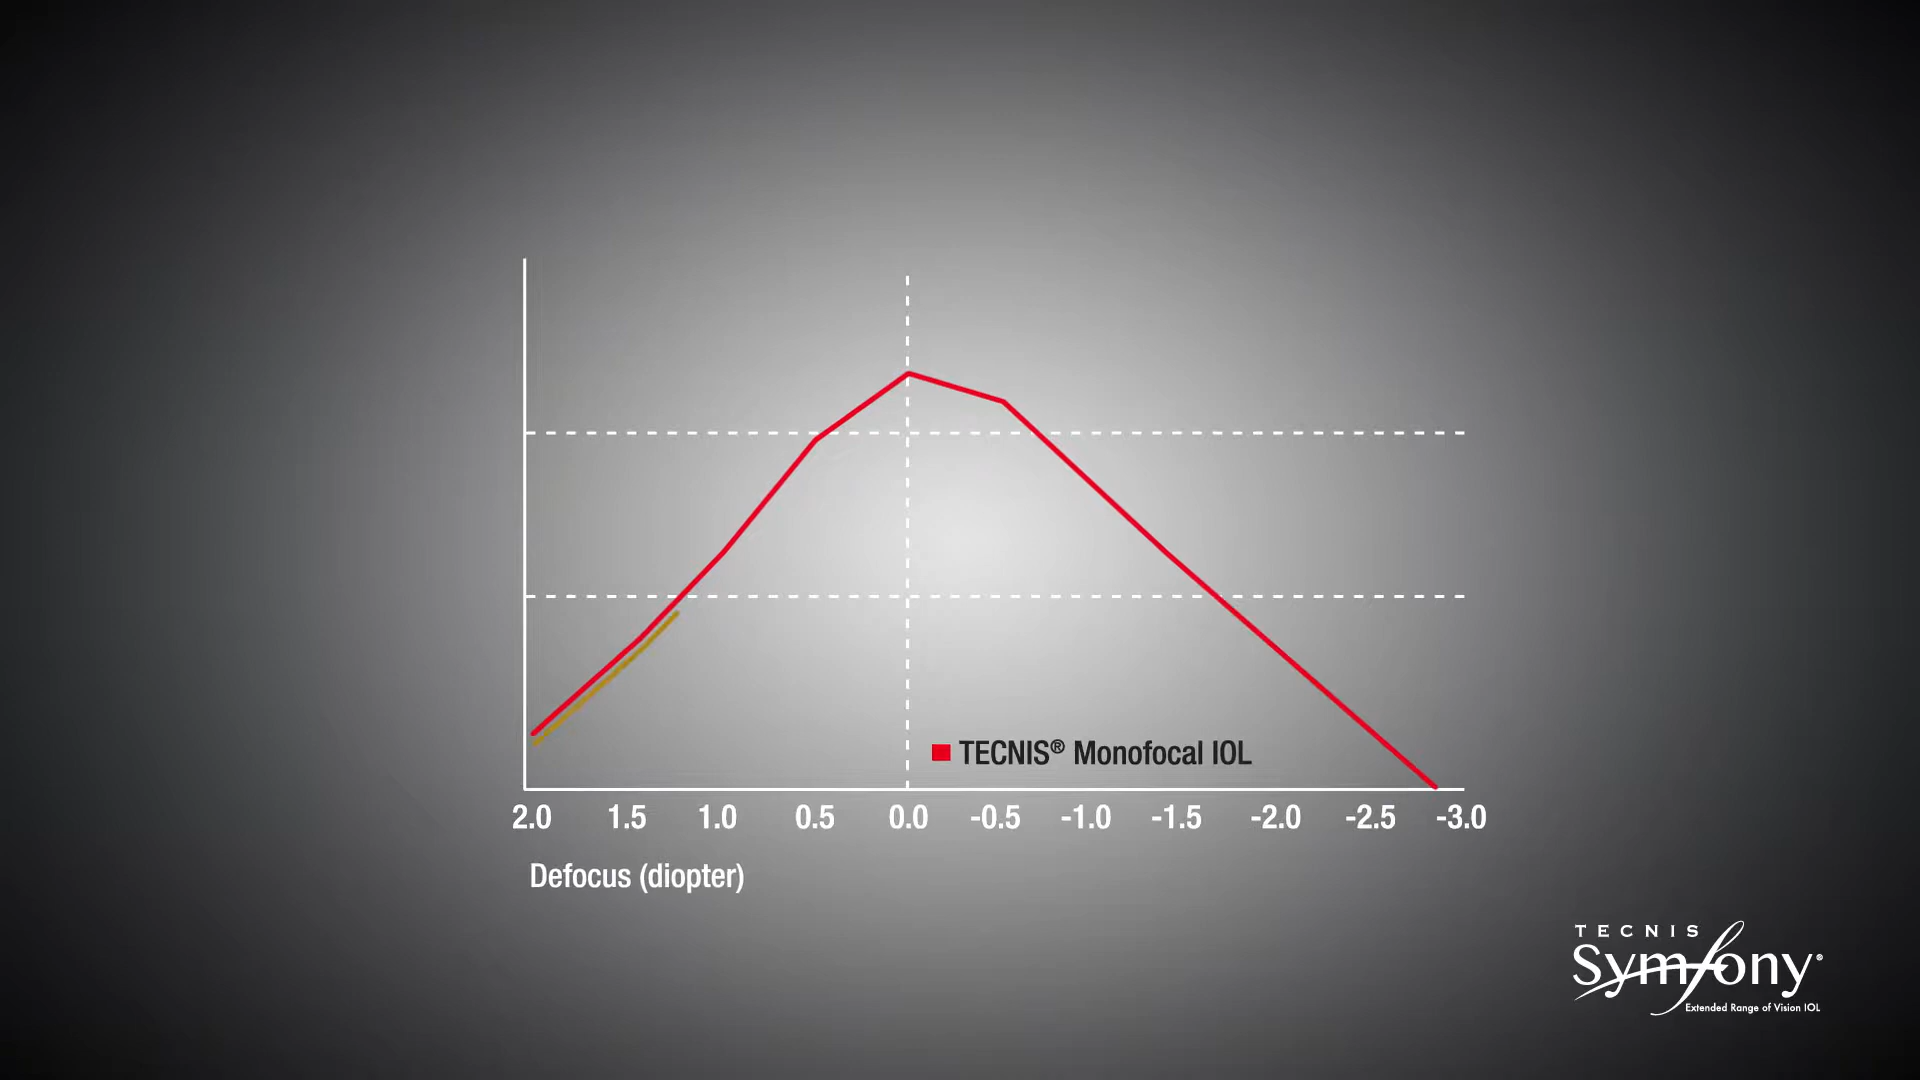 TECNIS® Monofocal IOL
2.0 1.5 1.0 0.5 0.0 -0.5 -1.0 -1.5 -2.0 -2.5 -3.0
Defocus (diopter)
TECNIS
Symfony®
Extended Range of Vision IOL